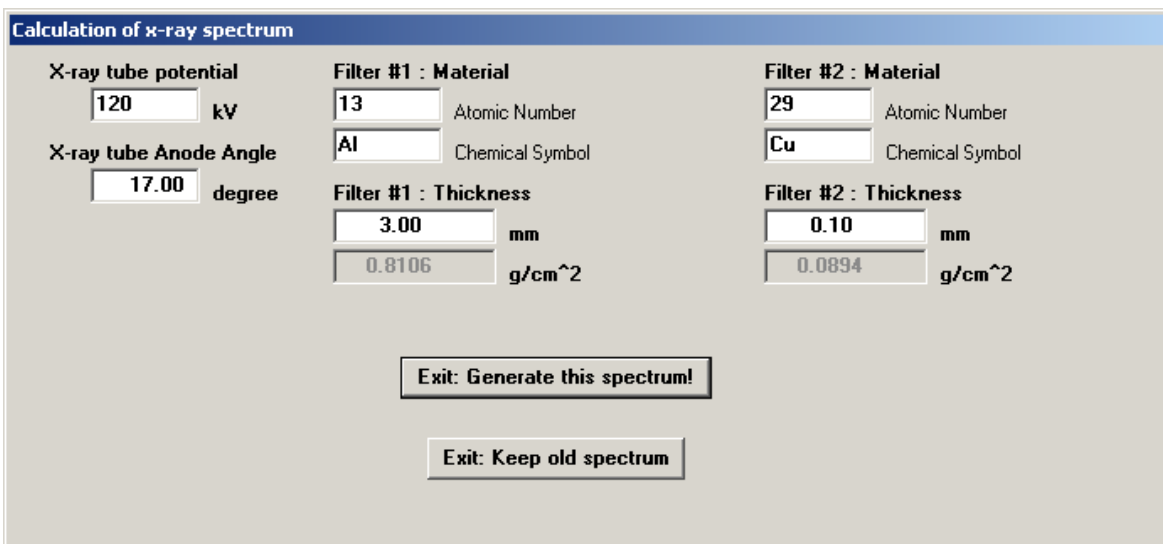 Calculation of x-ray spectrum
X-ray tube potential
120 kV
X-ray tube Anode Angle
17.00 degree
Filter #1 : Material
13 Atomic Number
Al Chemical Symbol
Filter #1 : Thickness
3.00 mm
0.8106 g/cm^2
Filter #2 : Material
29 Atomic Number
Cu Chemical Symbol
Filter #2 : Thickness
0.10 mm
0.0894 g/cm^2
Exit: Generate this spectrum!
Exit: Keep old spectrum